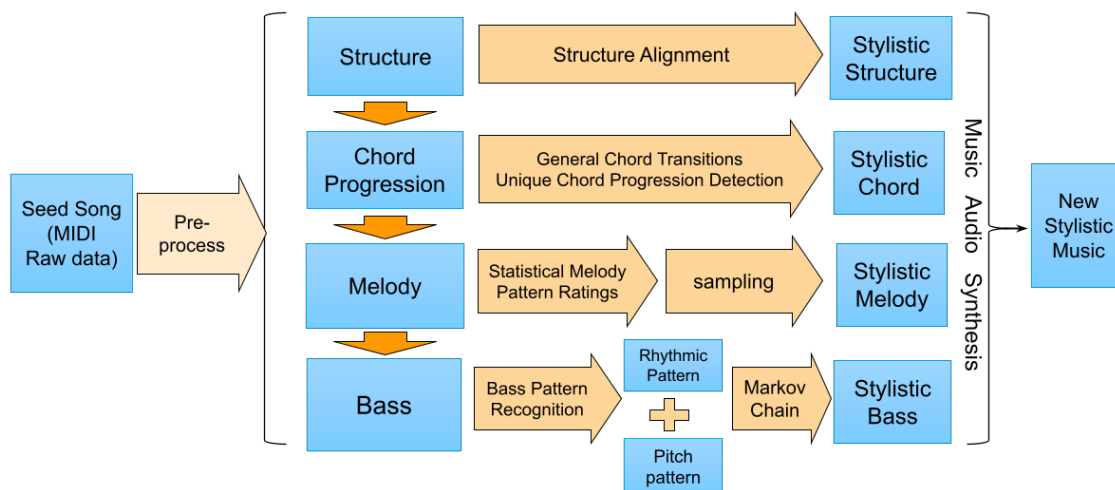 Seed Song
(MIDI
Raw data)
Pre-
process
Structure
Structure Alignment
Stylistic
Structure
Chord
Progression
General Chord Transitions
Unique Chord Progression Detection
Stylistic
Chord
Melody
Statistical Melody
Pattern Ratings
sampling
Stylistic
Melody
Bass
Bass Pattern
Recognition
Rhythmic
Pattern
Pitch
pattern
Markov
Chain
Stylistic
Bass
Music Audio Synthesis
New
Stylistic
Music